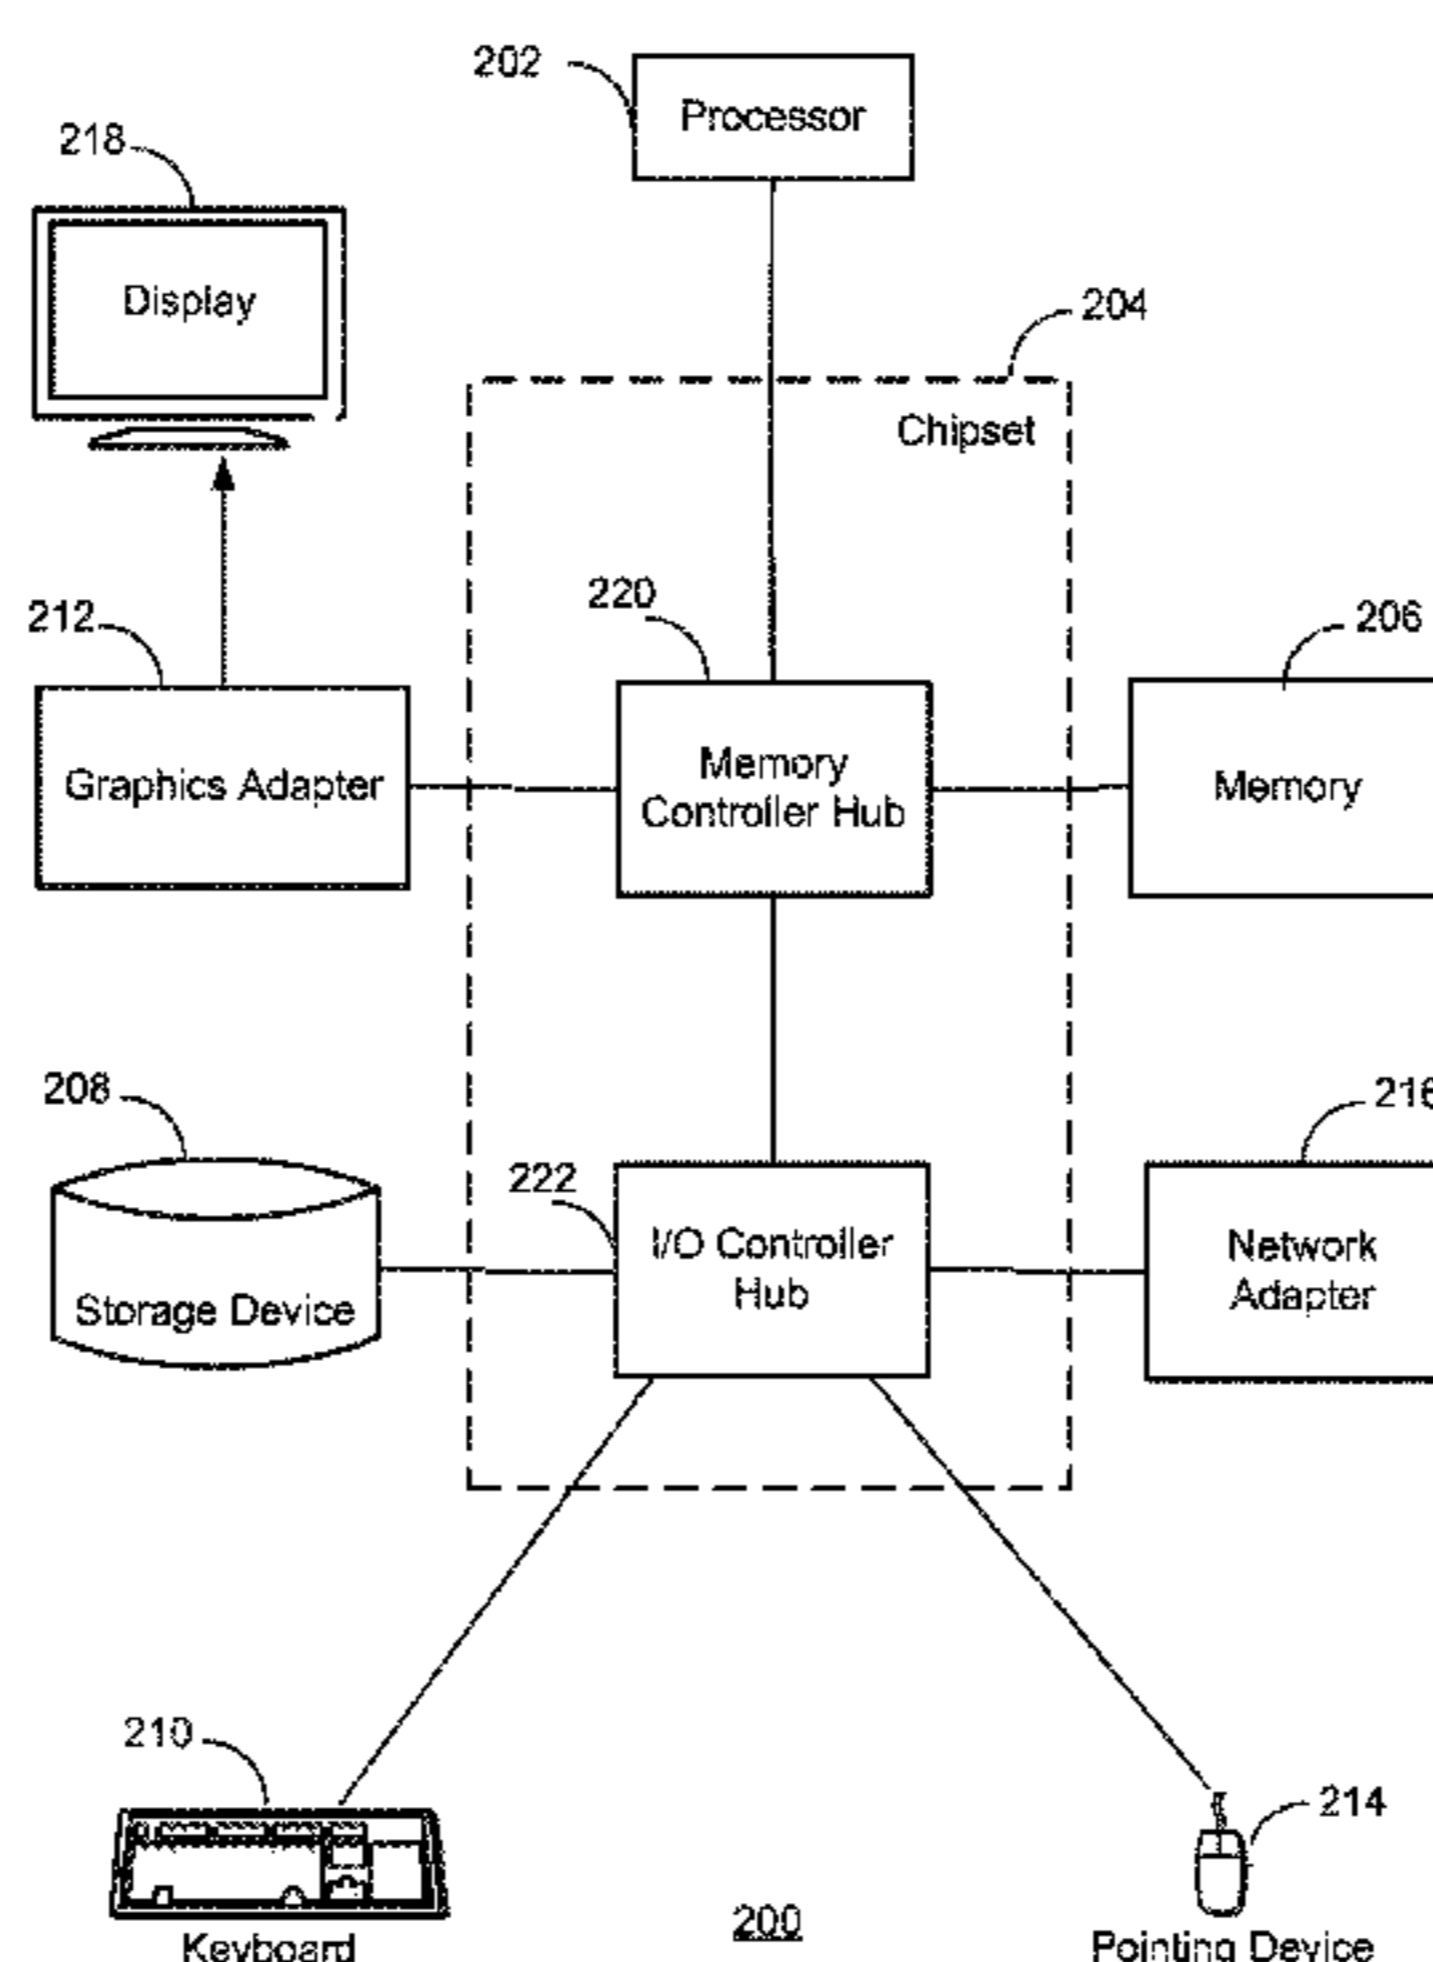 202
Processor
218
Display
204
Chipset
212
220
206
Graphics Adapter
Memory
Controller Hub
Memory
208
216
222
Storage Device
I/O Controller
Hub
Network
Adapter
210
214
Keyboard
200
Pointing Device